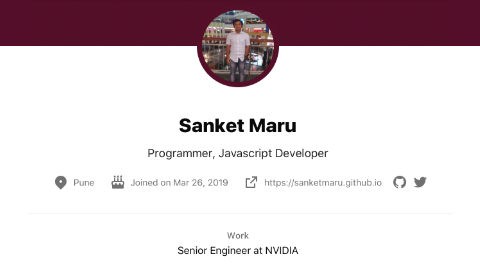 Sanket Maru
Programmer, Javascript Developer
Pune Joined on Mar 26, 2019 https://sanketmaru.github.io
Work
Senior Engineer at NVIDIA